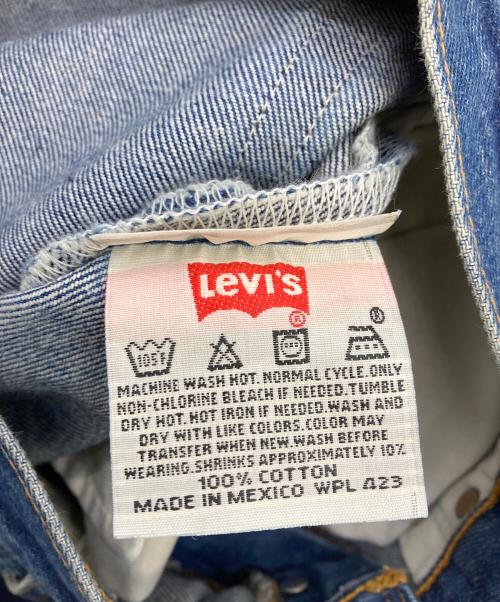 Levi's
®
105F
®
MACHINE WASH HOT. NORMAL CYCLE. ONLY
NON-CHLORINE BLEACH IF NEEDED. TUMBLE
DRY HOT. HOT IRON IF NEEDED. WASH AND
DRY WITH LIKE COLORS. COLOR MAY
TRANSFER WHEN NEW. WASH BEFORE
WEARING. SHRINKS APPROXIMATELY 10%
100% COTTON
MADE IN MEXICO WPL 423